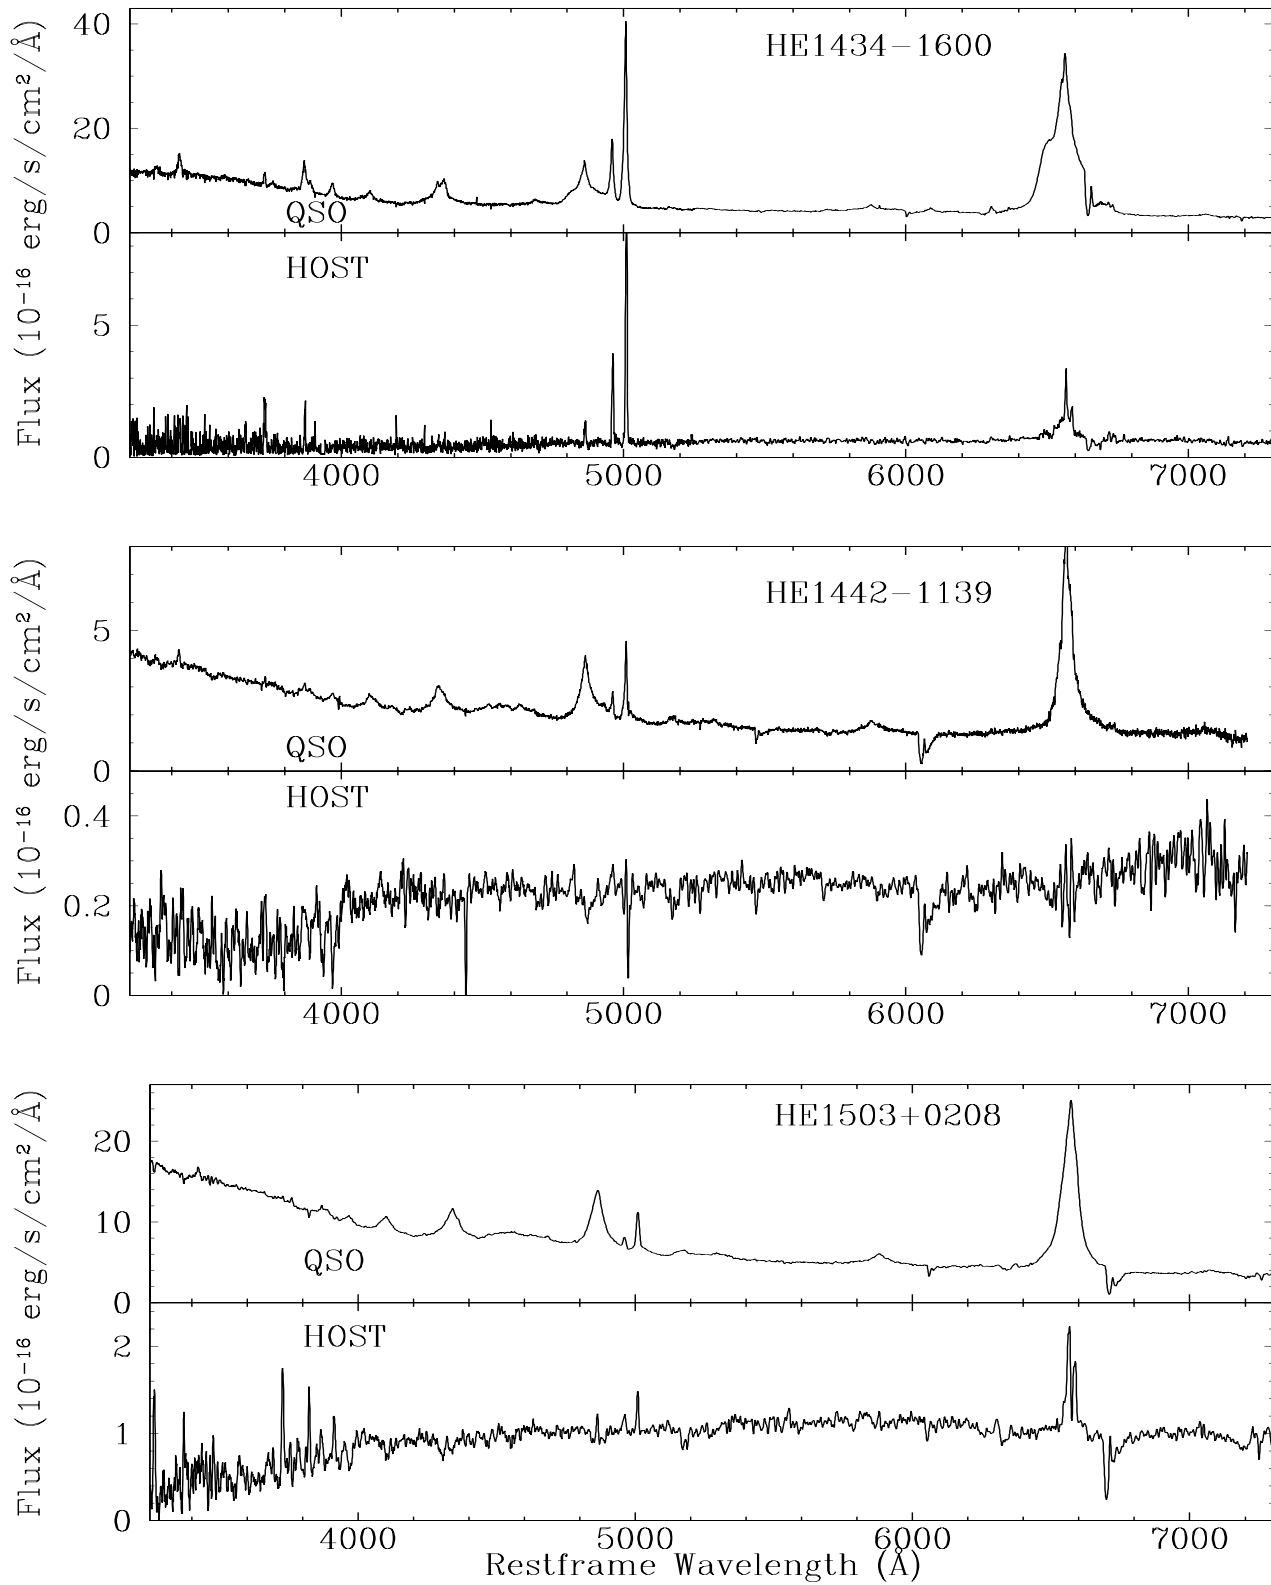 HE1434−1600
40
20
QSO
0
HOST
5
0
4000 5000 6000 7000
Flux (10⁻¹⁶ erg/s/cm²/Å)
HE1442−1139
5
QSO
0
HOST
0.4
0.2
0
4000 5000 6000 7000
Flux (10⁻¹⁶ erg/s/cm²/Å)
HE1503+0208
20
10
QSO
0
HOST
2
1
0
4000 5000 6000 7000
Flux (10⁻¹⁶ erg/s/cm²/Å)
Restframe Wavelength (Å)